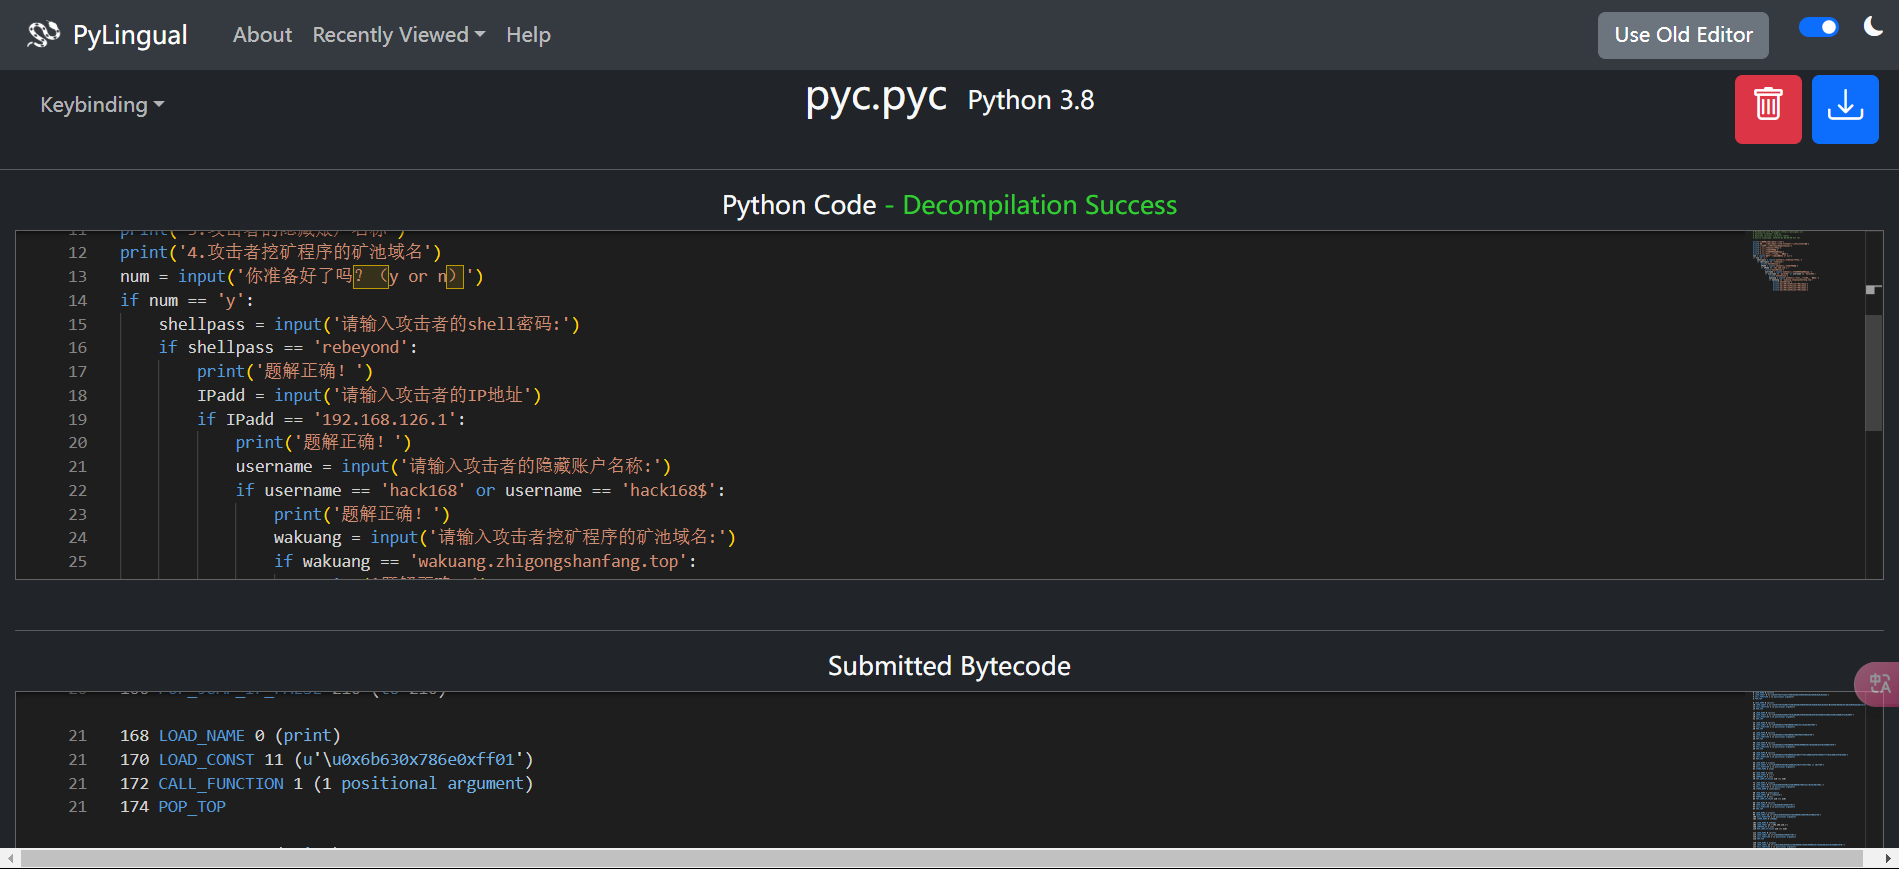 PyLingual About Recently Viewed Help Use Old Editor
Keybinding pyc.pyc Python 3.8
Python Code - Decompilation Success
12 print('4.攻击者挖矿程序的矿池域名')
13 num = input('你准备好了吗？（y or n）')
14 if num == 'y':
15 shellpass = input('请输入攻击者的shell密码:')
16 if shellpass == 'rebeyond':
17 print('题解正确！')
18 IPadd = input('请输入攻击者的IP地址')
19 if IPadd == '192.168.126.1':
20 print('题解正确！')
21 username = input('请输入攻击者的隐藏账户名称:')
22 if username == 'hack168' or username == 'hack168$':
23 print('题解正确！')
24 wakuang = input('请输入攻击者挖矿程序的矿池域名:')
25 if wakuang == 'wakuang.zhigongshanfang.top':
Submitted Bytecode
21 168 LOAD_NAME 0 (print)
21 170 LOAD_CONST 11 (u'\u0x6b630x786e0xff01')
21 172 CALL_FUNCTION 1 (1 positional argument)
21 174 POP_TOP